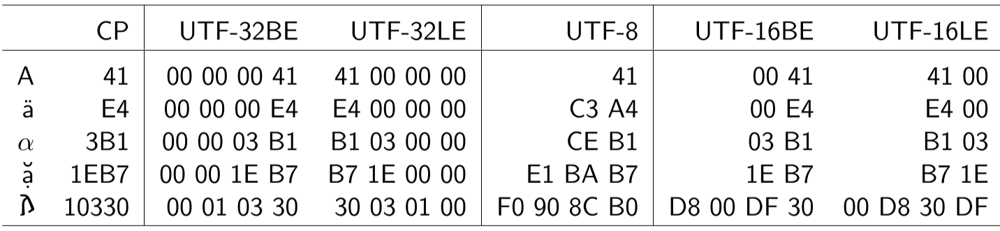 CP UTF-32BE UTF-32LE UTF-8 UTF-16BE UTF-16LE
A 41 00 00 00 41 41 00 00 00 41 00 41 41 00
ä E4 00 00 00 E4 E4 00 00 00 C3 A4 00 E4 E4 00
α 3B1 00 00 03 B1 B1 03 00 00 CE B1 03 B1 B1 03
ặ 1EB7 00 00 1E B7 B7 1E 00 00 E1 BA B7 1E B7 B7 1E
𐌰 10330 00 01 03 30 30 03 01 00 F0 90 8C B0 D8 00 DF 30 00 D8 30 DF